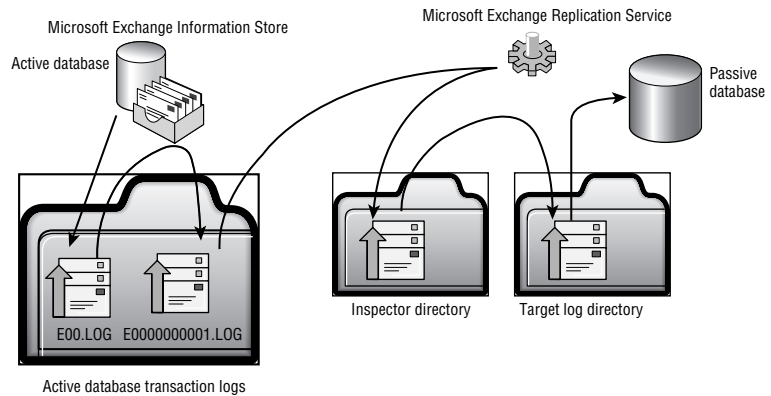 Microsoft Exchange Information Store
Microsoft Exchange Replication Service
Active database
Passive
database
E00.LOG
E0000000001.LOG
Inspector directory
Target log directory
Active database transaction logs